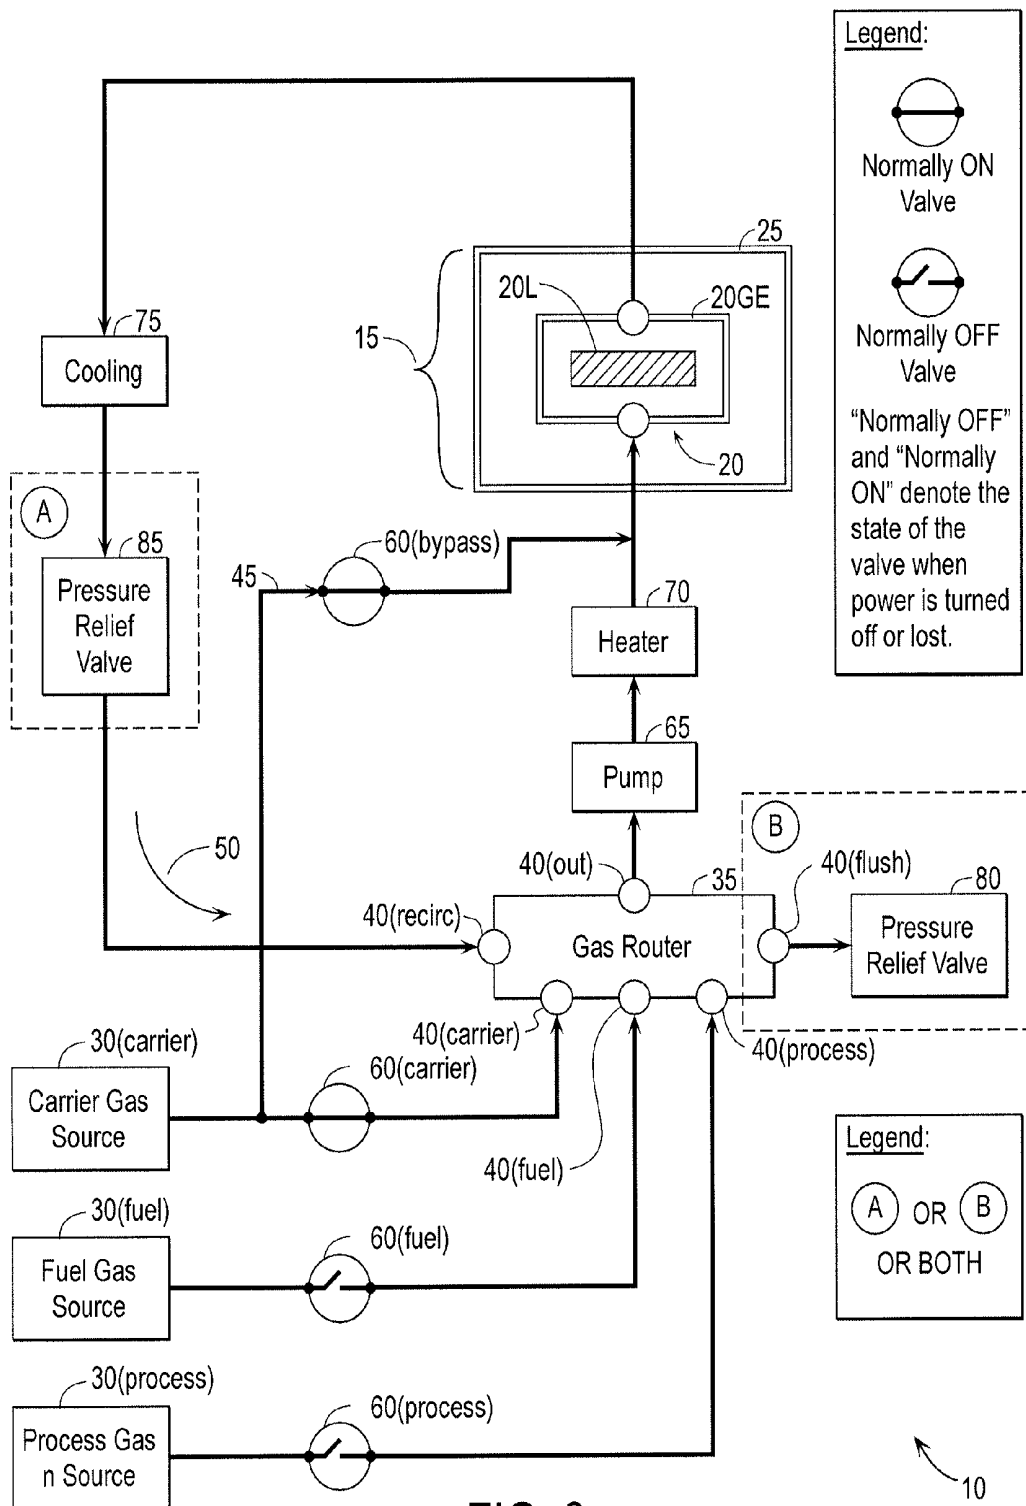 Legend:
Normally ON
Valve
Normally OFF
Valve
“Normally OFF”
and “Normally
ON” denote the
state of the
valve when
power is turned
off or lost.
25
20L
20GE
15
20
75
Cooling
A
85
Pressure
Relief
Valve
45
60(bypass)
70
Heater
65
Pump
50
B
40(out)
35
40(flush)
80
40(recirc)
Gas Router
Pressure
Relief Valve
40(carrier)
40(process)
30(carrier)
60(carrier)
Carrier Gas
Source
40(fuel)
Legend:
A OR B
OR BOTH
30(fuel)
60(fuel)
Fuel Gas
Source
30(process)
60(process)
Process Gas
n Source
10